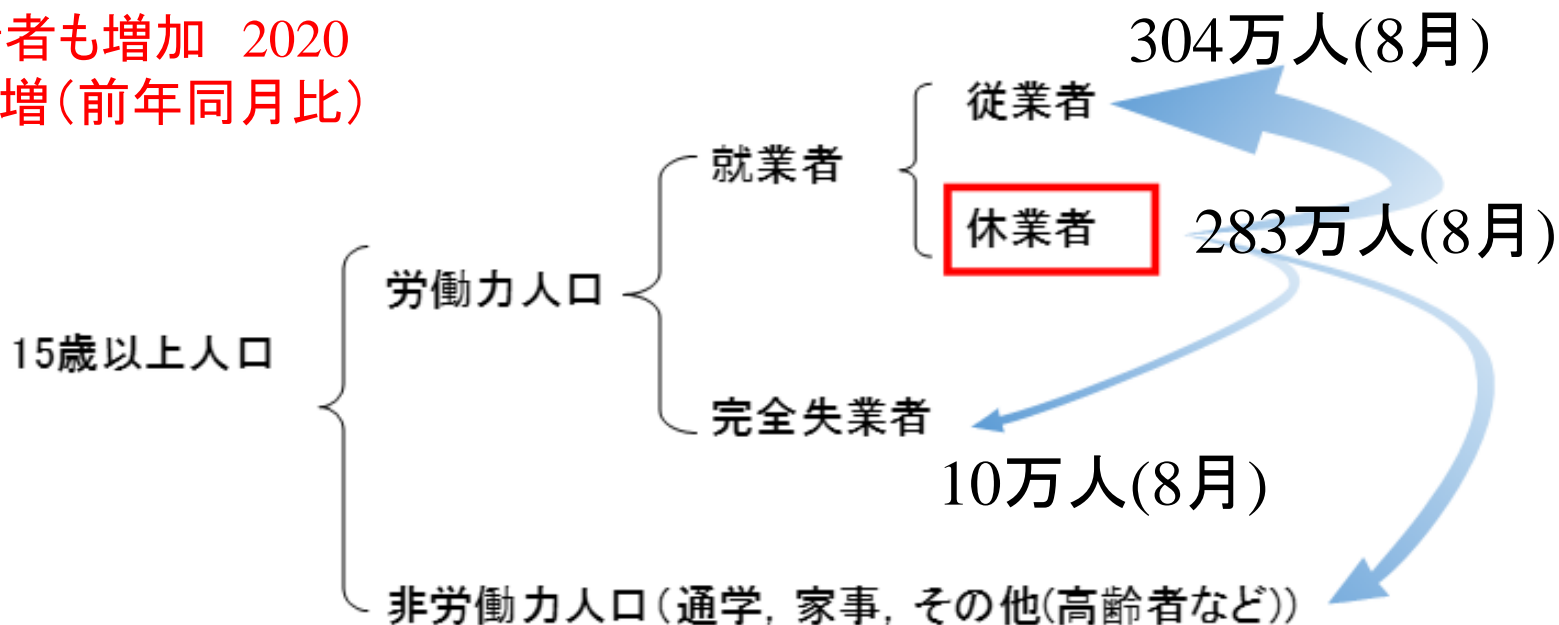 者も増加 2020
増(前年同月比)
304万人(8月)
従業者
就業者
休業者
283万人(8月)
労働力人口
15歳以上人口
完全失業者
10万人(8月)
非労働力人口(通学, 家事, その他(高齢者など))